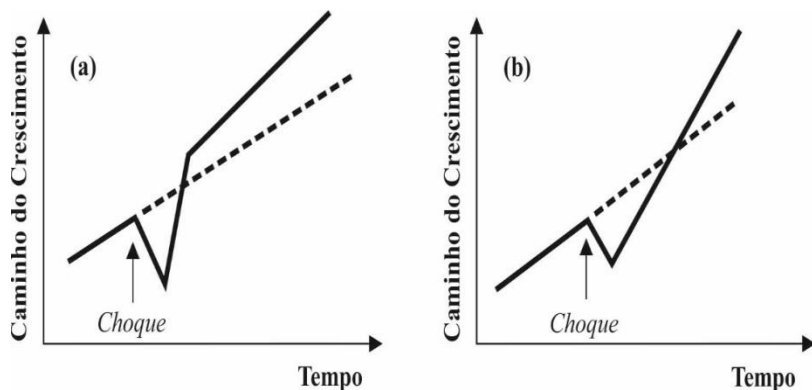 Caminho do Crescimento
(a)
Choque
Tempo
Caminho do Crescimento
(b)
Choque
Tempo